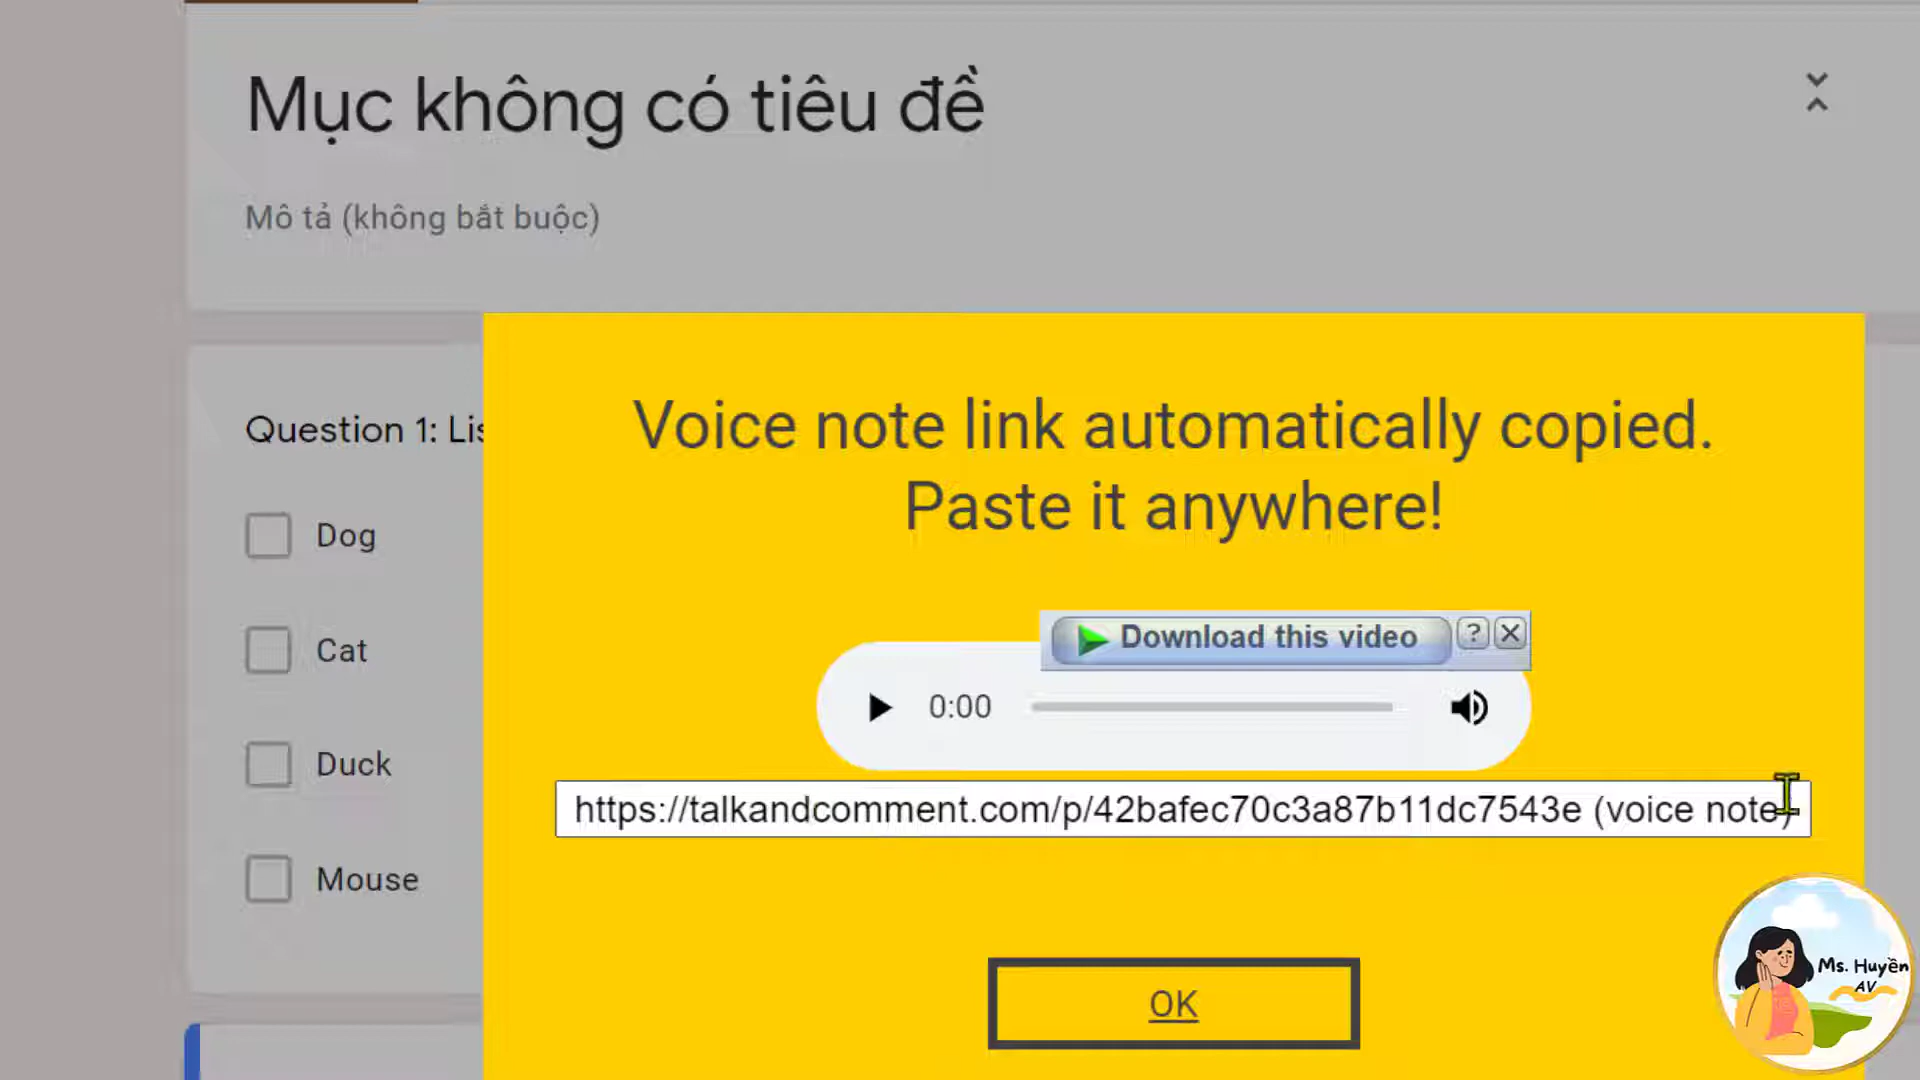 Mục không có tiêu đề
Mô tả (không bắt buộc)
Question 1: Lis
Voice note link automatically copied.
Paste it anywhere!
Dog
Cat
Duck
Mouse
Download this video
?
0:00
https://talkandcomment.com/p/42bafec70c3a87b11dc7543e (voice note)
OK
Ms. Huyền
AV